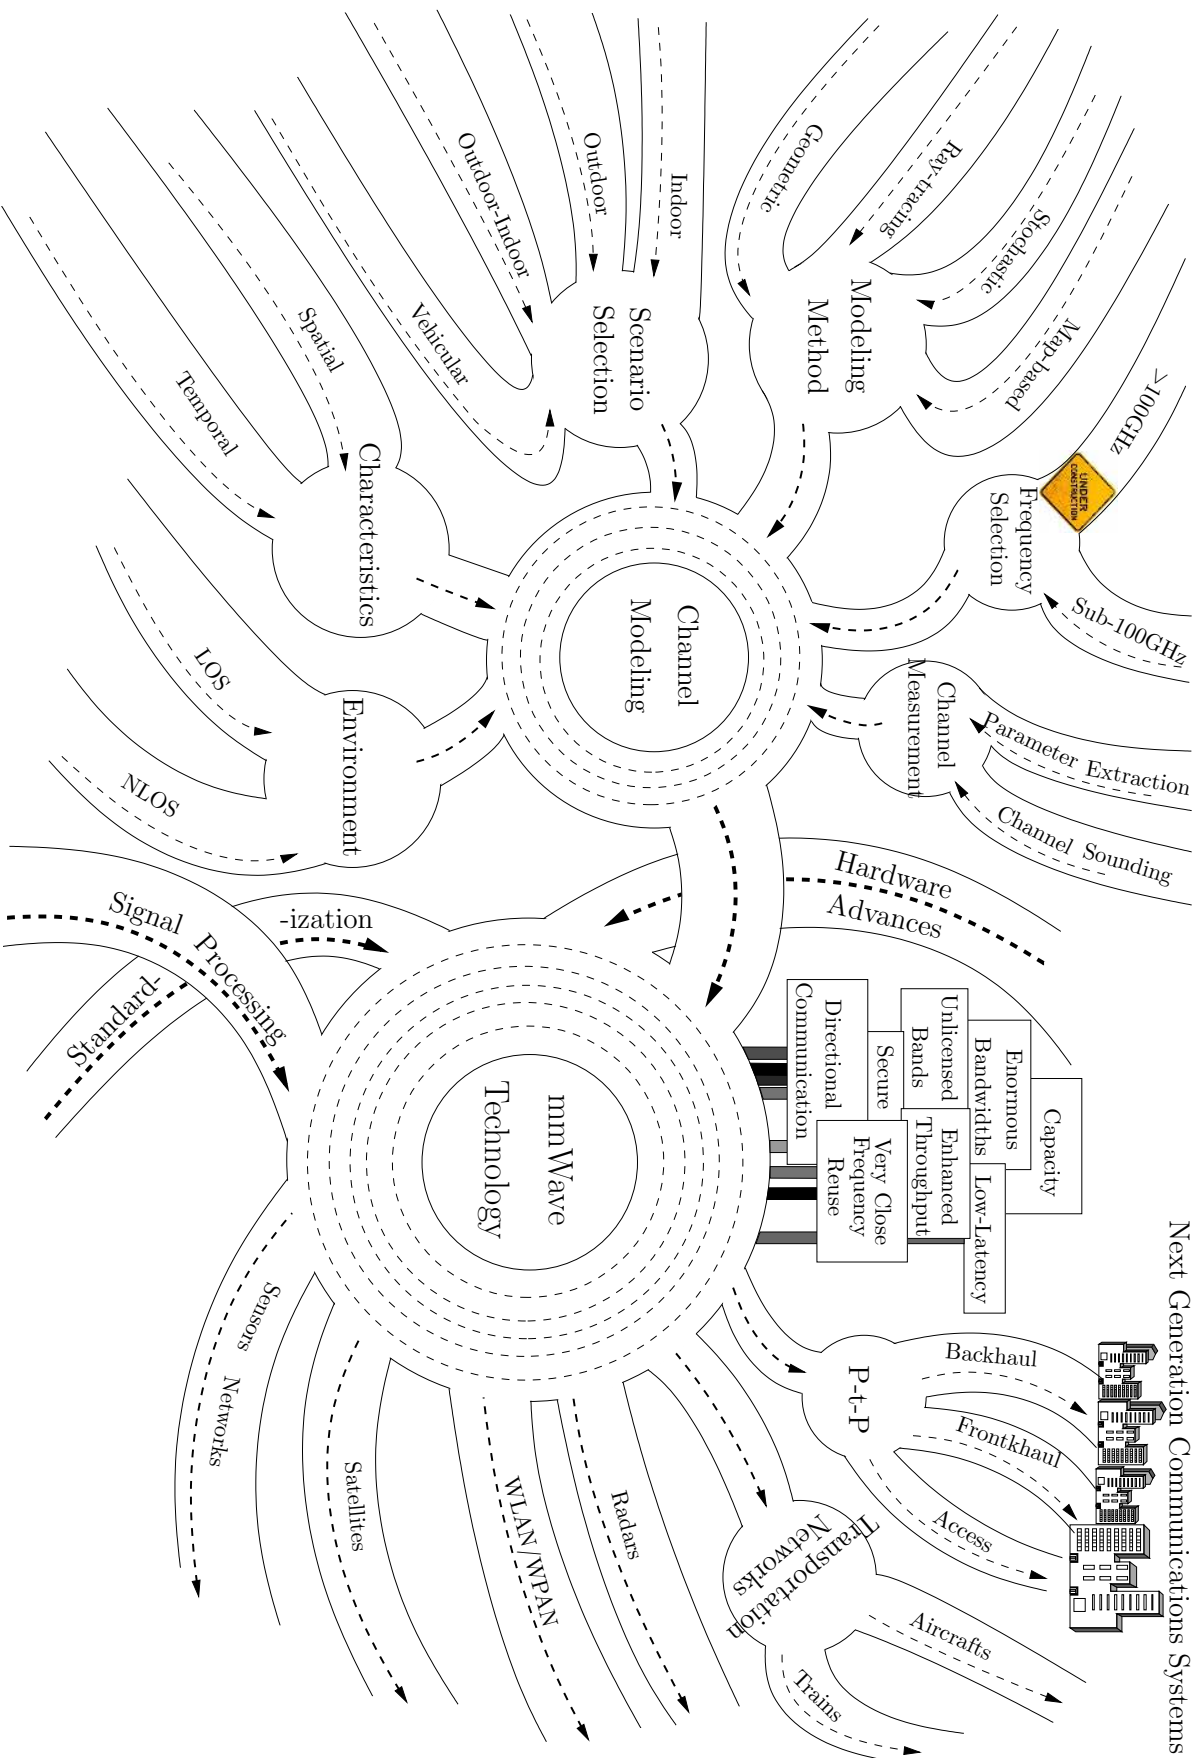 Next Generation Communications Systems
>100GHz
UNDER
CONSTRUCTION
Sub-100GHz
Frequency
Selection
Parameter Extraction
Channel Sounding
Channel
Measurement
Map-based
Stochastic
Ray-tracing
Geometric
Modeling
Method
Indoor
Outdoor
Outdoor-Indoor
Vehicular
Scenario
Selection
Spatial
Temporal
Characteristics
LOS
NLOS
Environment
Channel
Modeling
Hardware
Advances
Signal Processing
Standard-
-ization
Capacity
Enormous
Bandwidths
Low-Latency
Unlicensed
Bands
Enhanced
Throughput
Secure
Very Close
Frequency
Reuse
Directional
Communication
mmWave
Technology
Backhaul
Frontkhaul
Access
P-t-P
Transportation
Networks
Aircrafts
Trains
Radars
WLAN/WPAN
Satellites
Sensors Networks